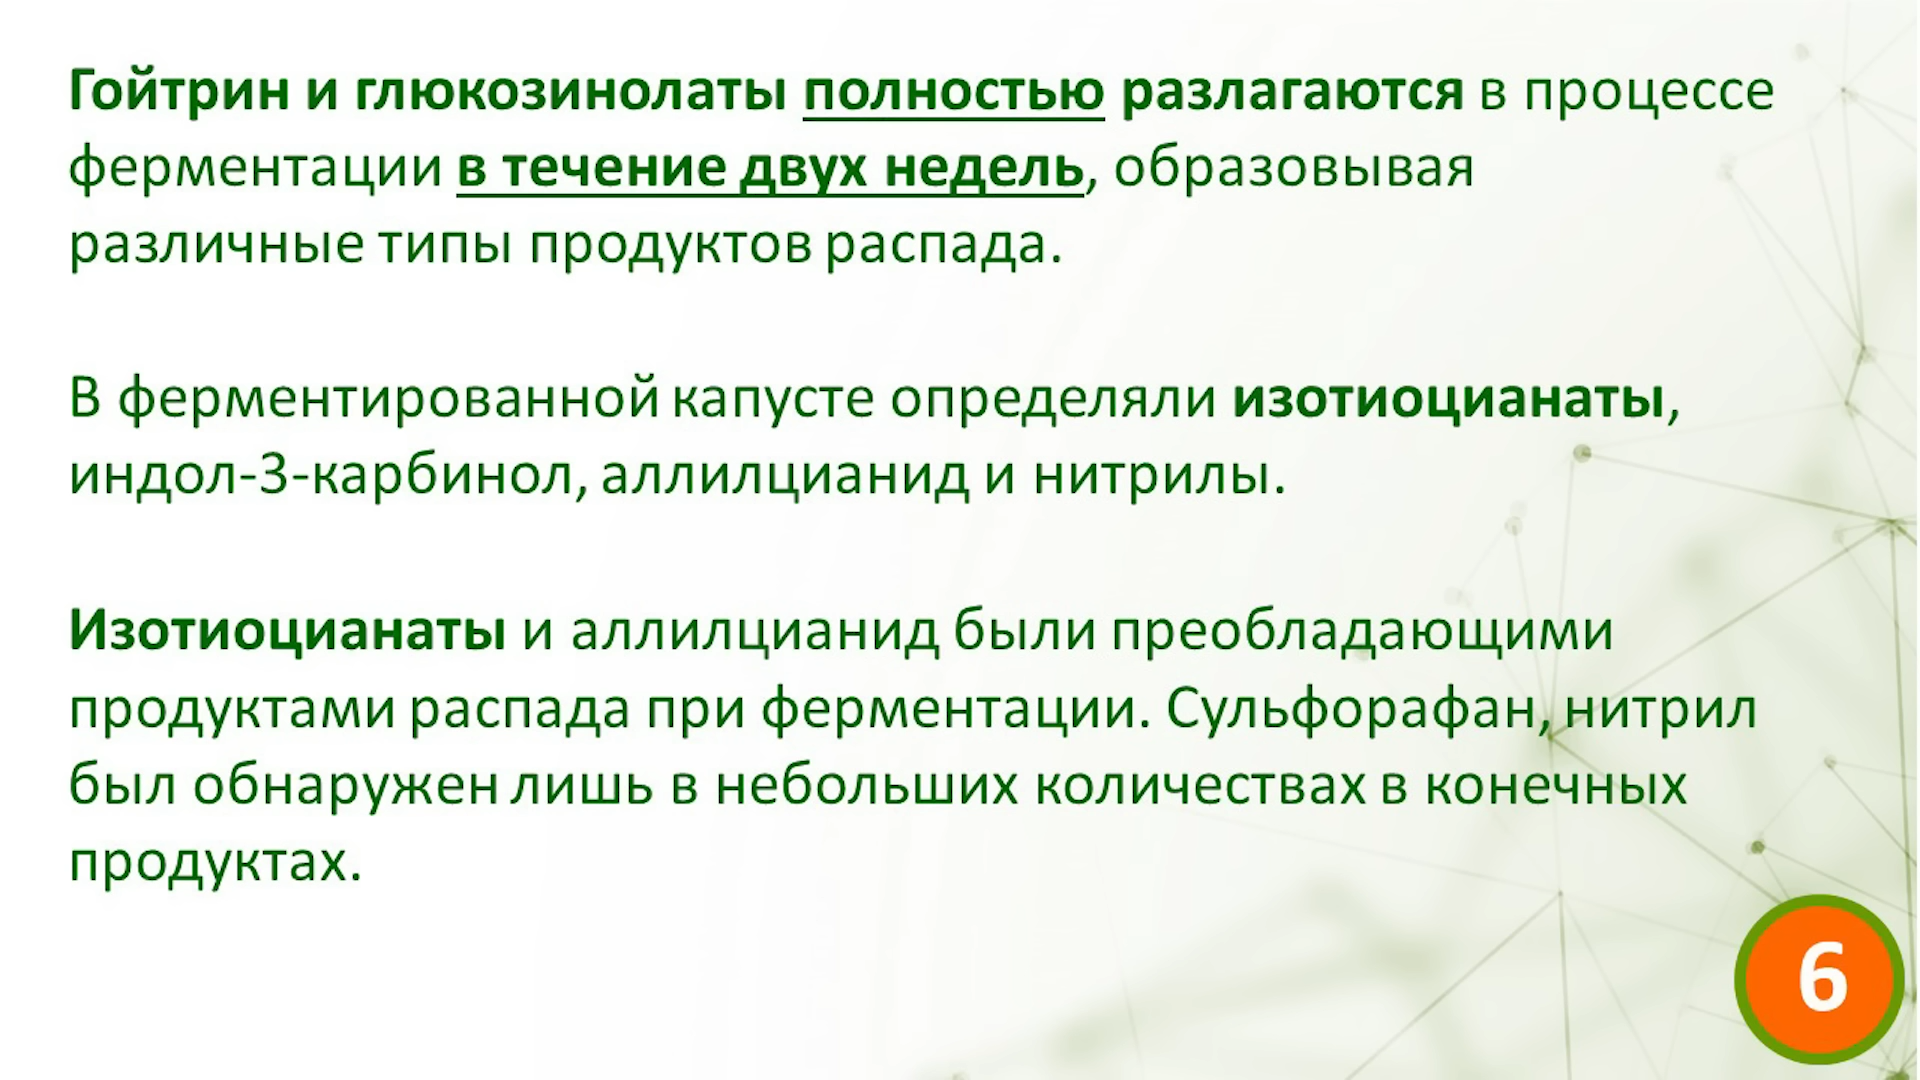 Гойтрин и глюкозинолаты полностью разлагаются в процессе
ферментации в течение двух недель, образовывая
различные типы продуктов распада.
В ферментированной капусте определяли изотиоцианаты,
индол-3-карбинол, аллилцианид и нитрилы.
Изотиоцианаты и аллилцианид были преобладающими
продуктами распада при ферментации. Сульфорафан, нитрил
был обнаружен лишь в небольших количествах в конечных
продуктах.
6